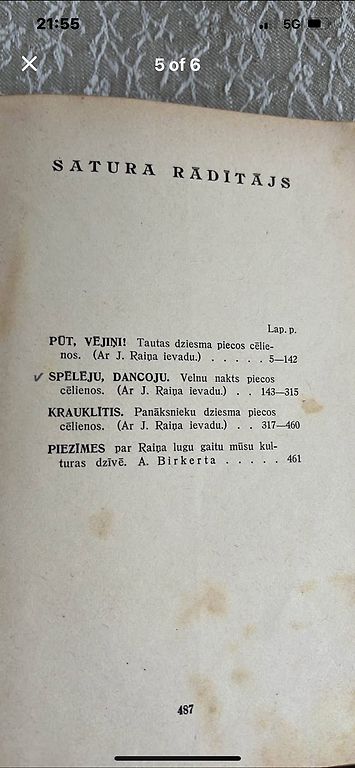 21:55
5G
5 of 6
SATURA RĀDĪTĀJS
Lap. p.
PŪT, VĒJIŅI! Tautas dziesma piecos cēlie-
nos. (Ar J. Raiņa ievadu.) . . . . . 5—142
SPĒLĒJU, DANCOJU. Velnu nakts piecos
cēlienos. (Ar J. Raiņa ievadu.) . . 143—315
KRAUKLĪTIS. Panāksnieku dziesma piecos
cēlienos. (Ar J. Raiņa ievadu.) . . 317—460
PIEZĪMES par Raiņa lugu gaitu mūsu kul-
turas dzīvē. A. Birkerta . . . . . 461
487